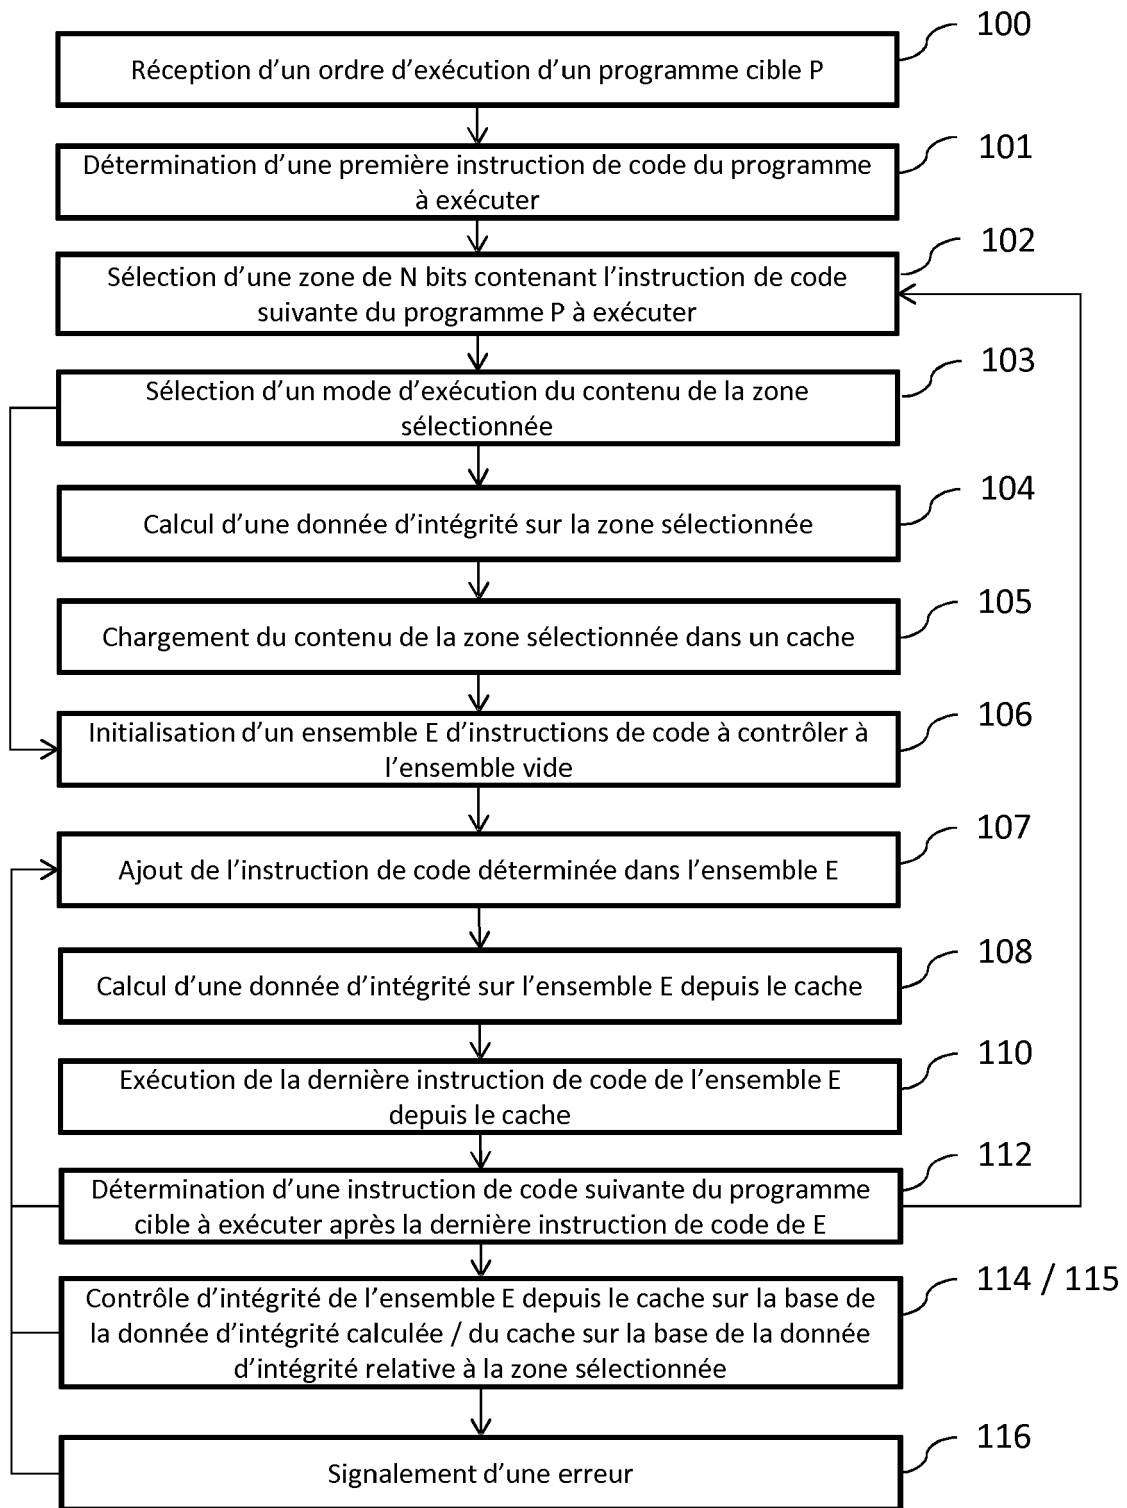 100
Réception d'un ordre d'exécution d'un programme cible P
101
Détermination d'une première instruction de code du programme
à exécuter
102
Sélection d'une zone de N bits contenant l'instruction de code
suivante du programme P à exécuter
103
Sélection d'un mode d'exécution du contenu de la zone
sélectionnée
104
Calcul d'une donnée d'intégrité sur la zone sélectionnée
105
Chargement du contenu de la zone sélectionnée dans un cache
106
Initialisation d'un ensemble E d'instructions de code à contrôler à
l'ensemble vide
107
Ajout de l'instruction de code déterminée dans l'ensemble E
108
Calcul d'une donnée d'intégrité sur l'ensemble E depuis le cache
110
Exécution de la dernière instruction de code de l'ensemble E
depuis le cache
112
Détermination d'une instruction de code suivante du programme
cible à exécuter après la dernière instruction de code de E
114 / 115
Contrôle d'intégrité de l'ensemble E depuis le cache sur la base de
la donnée d'intégrité calculée / du cache sur la base de la donnée
d'intégrité relative à la zone sélectionnée
116
Signalement d'une erreur